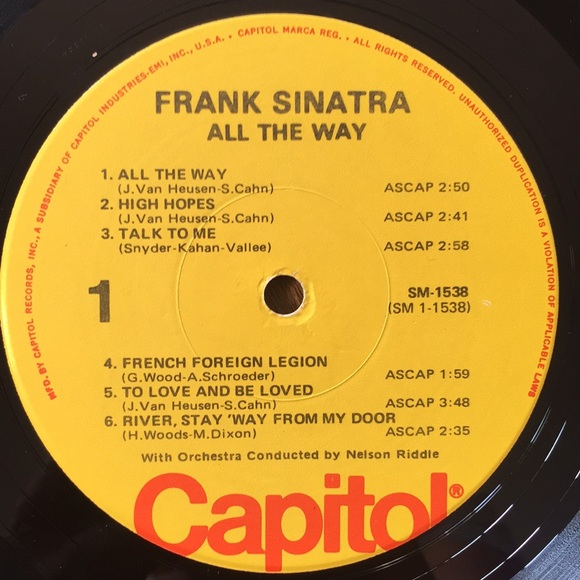 MFD. BY CAPITOL RECORDS, INC., A SUBSIDIARY OF CAPITOL INDUSTRIES-EMI, INC., U.S.A. • CAPITOL MARCA REG. • ALL RIGHTS RESERVED. UNAUTHORIZED DUPLICATION IS A VIOLATION OF APPLICABLE LAWS
FRANK SINATRA
ALL THE WAY
1. ALL THE WAY
(J.Van Heusen-S.Cahn) ASCAP 2:50
2. HIGH HOPES
(J.Van Heusen-S.Cahn) ASCAP 2:41
3. TALK TO ME
(Snyder-Kahan-Vallee) ASCAP 2:58
1
SM-1538
(SM 1-1538)
4. FRENCH FOREIGN LEGION
(G.Wood-A.Schroeder) ASCAP 1:59
5. TO LOVE AND BE LOVED
(J.Van Heusen-S.Cahn) ASCAP 3:48
6. RIVER, STAY 'WAY FROM MY DOOR
(H.Woods-M.Dixon) ASCAP 2:35
With Orchestra Conducted by Nelson Riddle
Capitol®